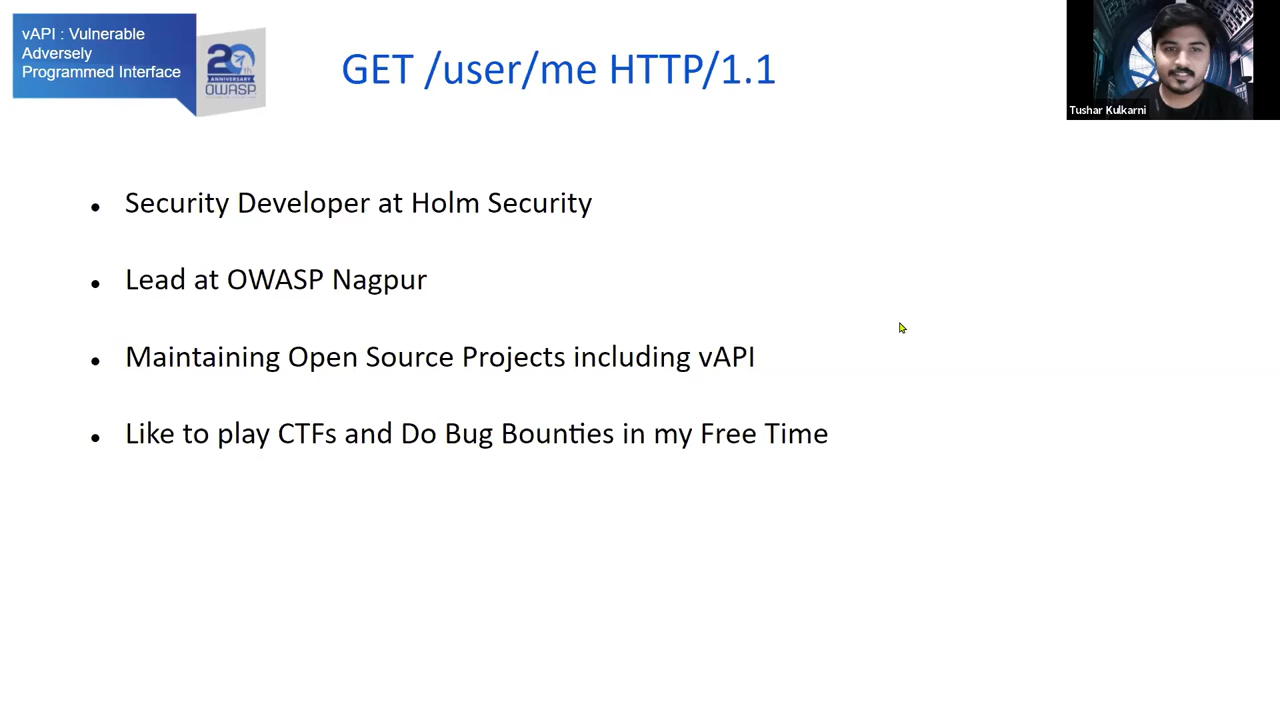 vAPI : Vulnerable
Adversely
Programmed Interface
20th
ANNIVERSARY
OWASP
GET /user/me HTTP/1.1
Tushar Kulkarni
• Security Developer at Holm Security
• Lead at OWASP Nagpur
• Maintaining Open Source Projects including vAPI
• Like to play CTFs and Do Bug Bounties in my Free Time